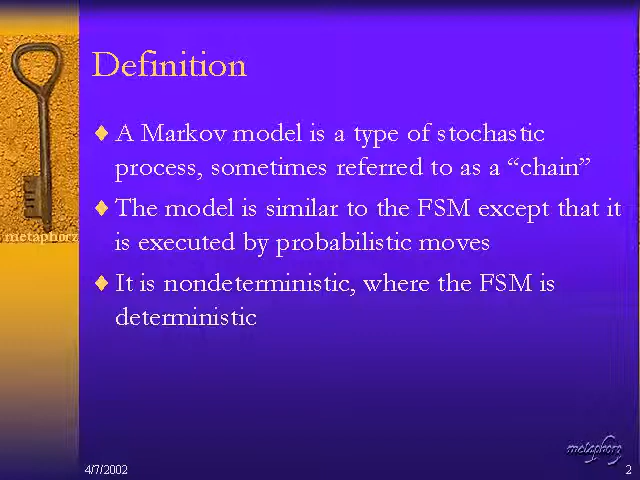 Definition
♦ A Markov model is a type of stochastic
process, sometimes referred to as a “chain”
♦ The model is similar to the FSM except that it
is executed by probabilistic moves
♦ It is nondeterministic, where the FSM is
deterministic
metaphorz
metaphorz
4/7/2002
2